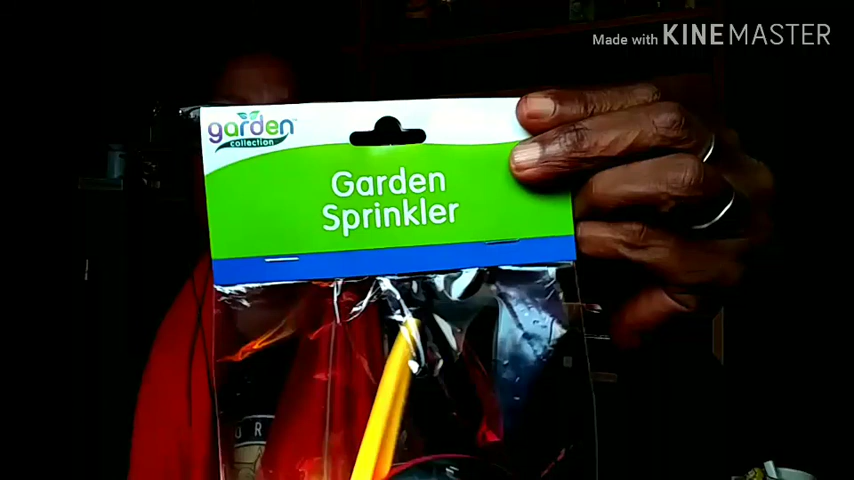 Made with KINEMASTER
garden
collection
Garden
Sprinkler